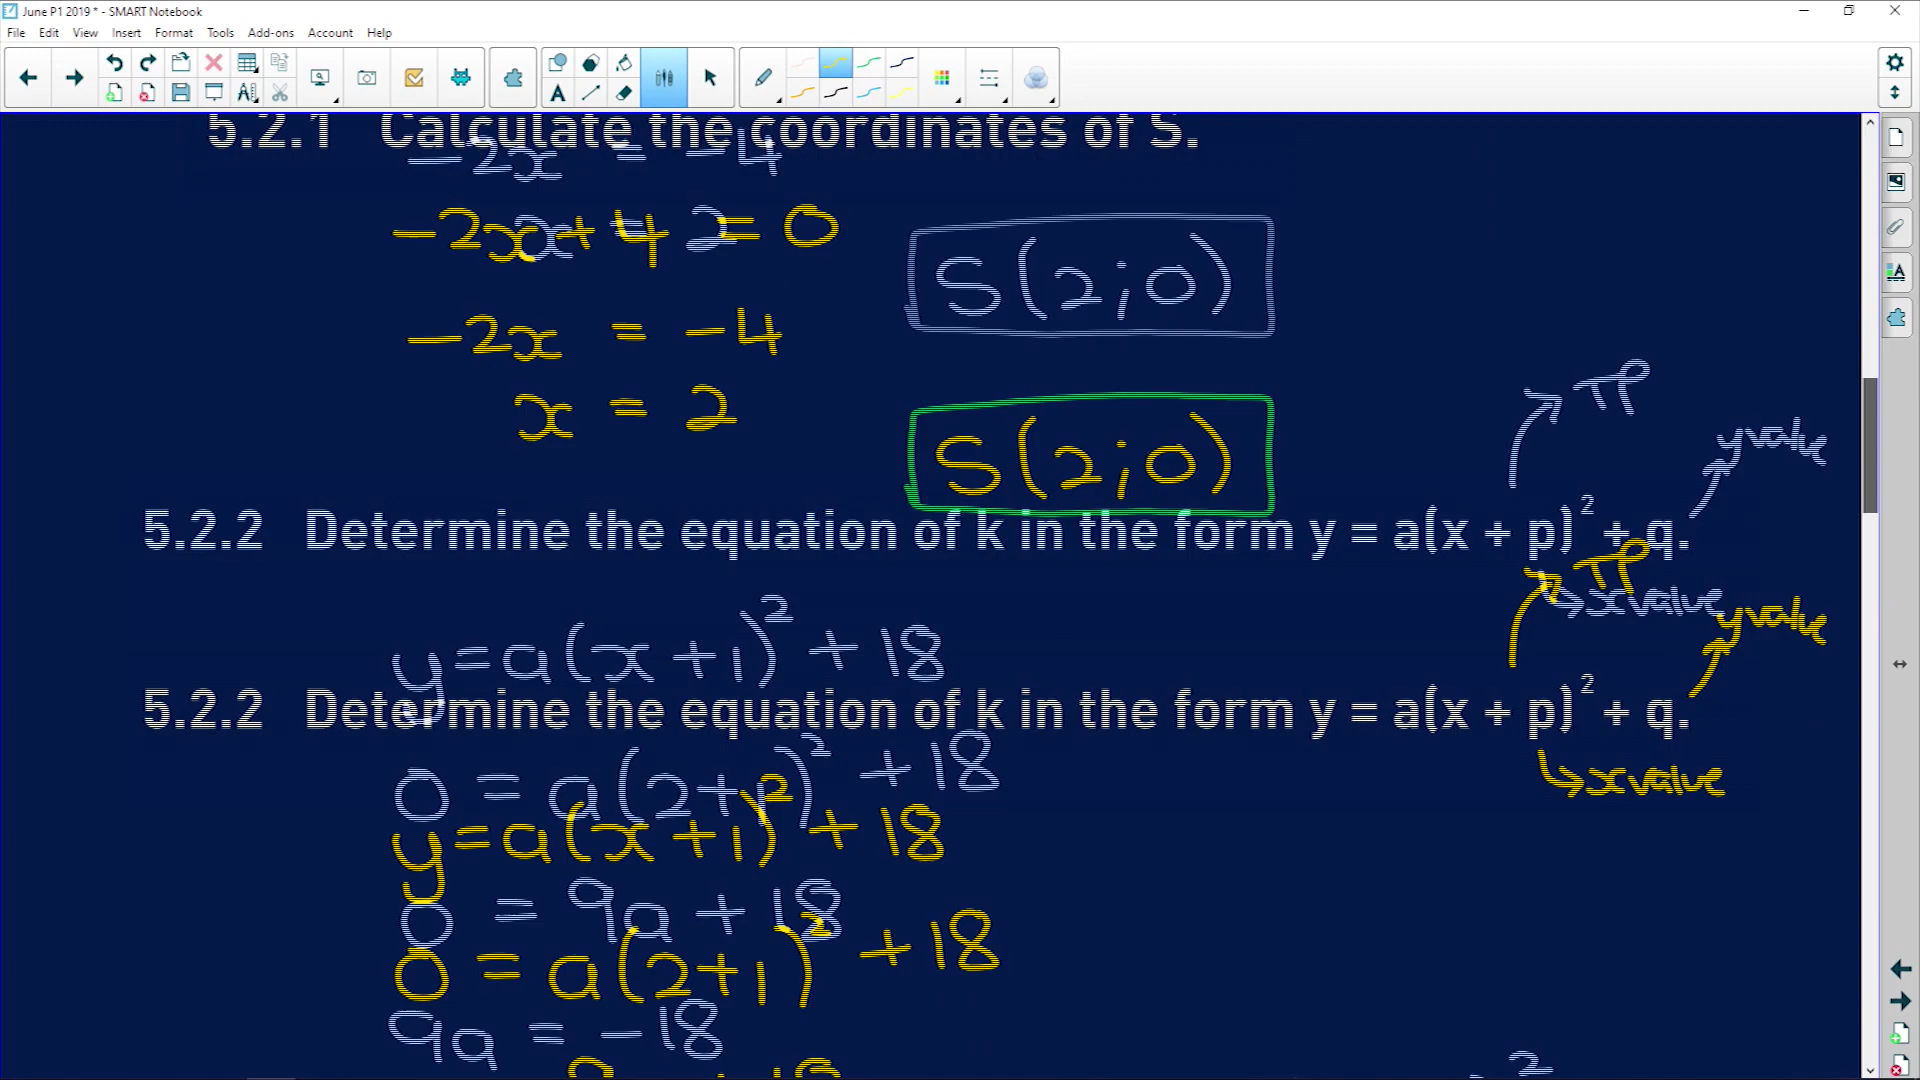 June P1 2019 * - SMART Notebook
File Edit View Insert Format Tools Add-ons Account Help
5.2.1 Calculate the coordinates of S.
-2x = -4
-2x + 4 = 0
x = 2
S(2;0)
-2x = -4
x = 2
TP
y value
S(2;0)
5.2.2 Determine the equation of k in the form y = a(x + p)² + q.
TP
x value
y value
y = a(x+1)² + 18
5.2.2 Determine the equation of k in the form y = a(x + p)² + q.
x value
0 = a(2+1)² + 18
y = a(x+1)² + 18
0 = 9a + 18
0 = a(2+1)² + 18
9a = -18